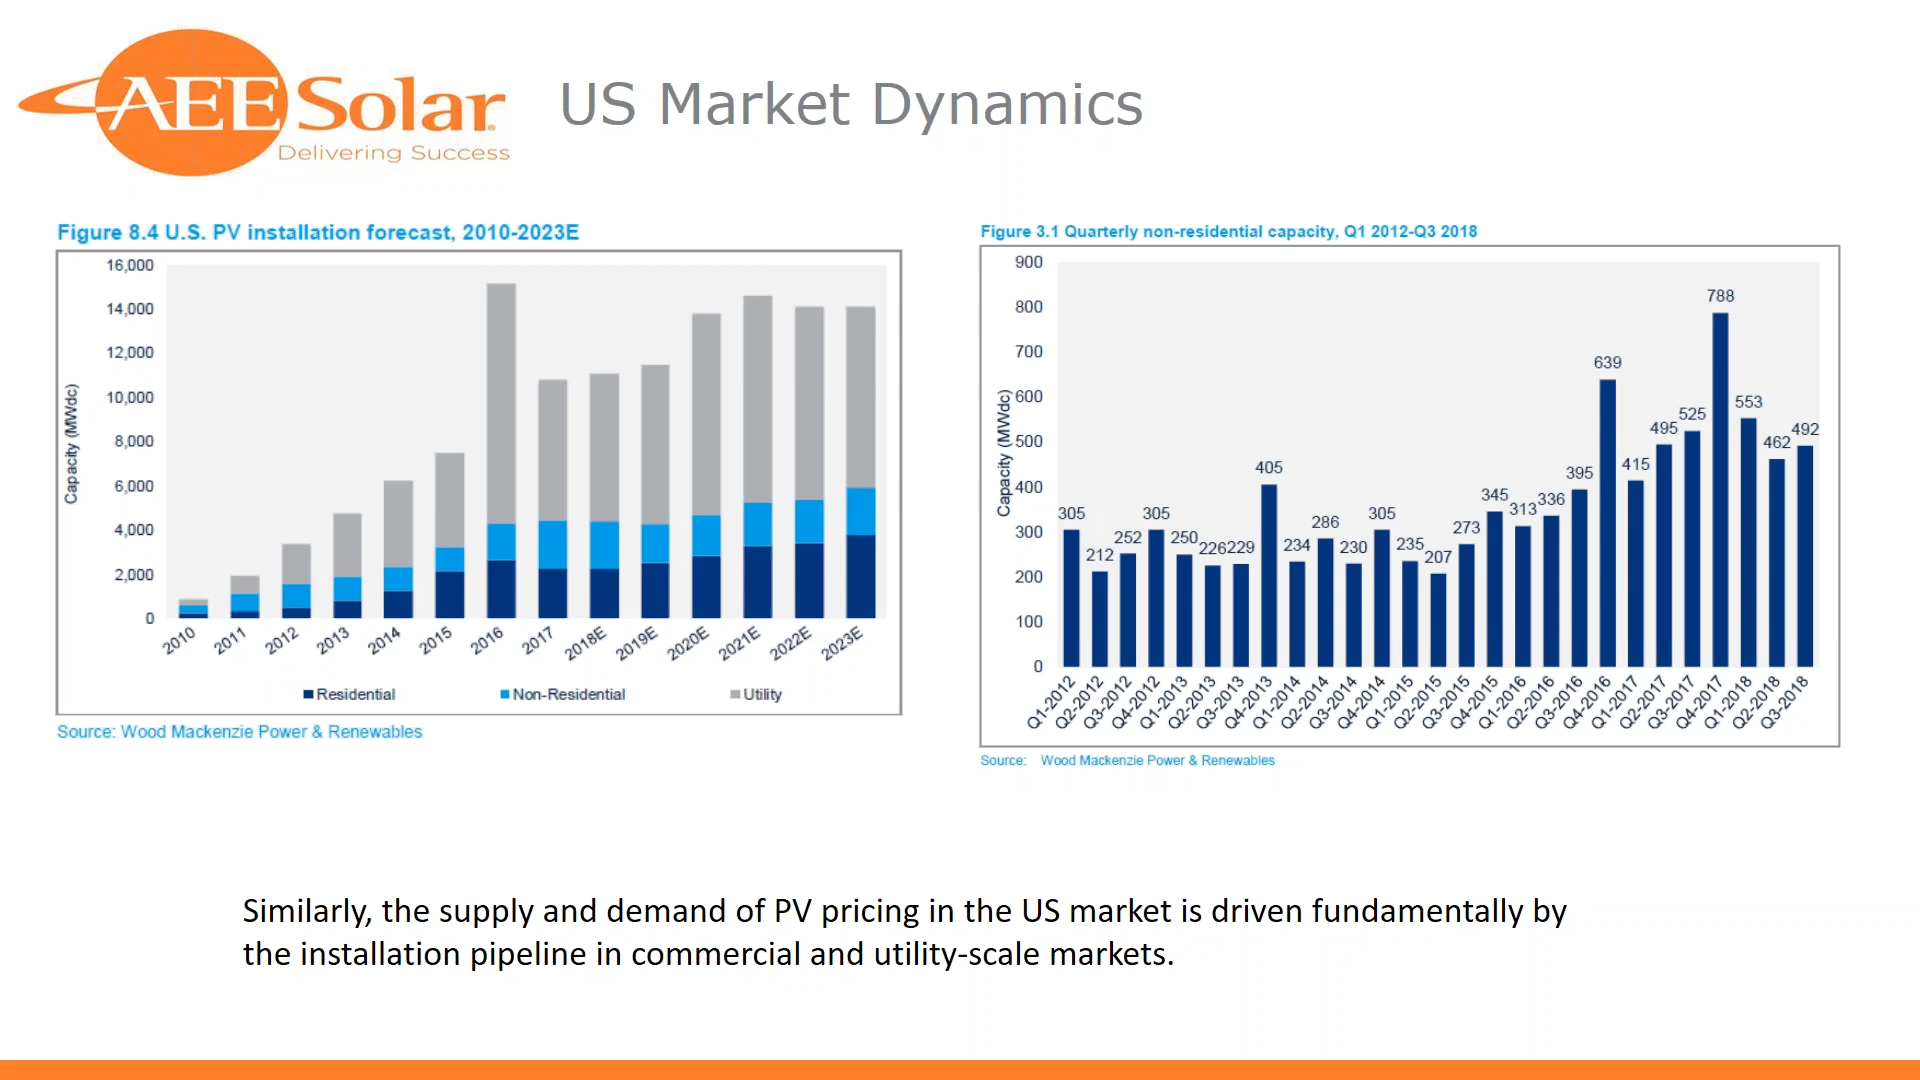 AEE Solar®
Delivering Success
US Market Dynamics
Figure 8.4 U.S. PV installation forecast, 2010-2023E
16,000
14,000
12,000
10,000
8,000
6,000
4,000
2,000
0
Capacity (MWdc)
2010
2011
2012
2013
2014
2015
2016
2017
2018E
2019E
2020E
2021E
2022E
2023E
Residential
Non-Residential
Utility
Source: Wood Mackenzie Power & Renewables
Figure 3.1 Quarterly non-residential capacity, Q1 2012-Q3 2018
900
800
700
600
500
400
300
200
100
0
Capacity (MWdc)
305
212
252
305
250
226
229
405
234
286
230
305
235
207
273
345
313
336
395
639
415
495
525
788
553
462
492
Q1-2012
Q2-2012
Q3-2012
Q4-2012
Q1-2013
Q2-2013
Q3-2013
Q4-2013
Q1-2014
Q2-2014
Q3-2014
Q4-2014
Q1-2015
Q2-2015
Q3-2015
Q4-2015
Q1-2016
Q2-2016
Q3-2016
Q4-2016
Q1-2017
Q2-2017
Q3-2017
Q4-2017
Q1-2018
Q2-2018
Q3-2018
Source: Wood Mackenzie Power & Renewables
Similarly, the supply and demand of PV pricing in the US market is driven fundamentally by
the installation pipeline in commercial and utility-scale markets.